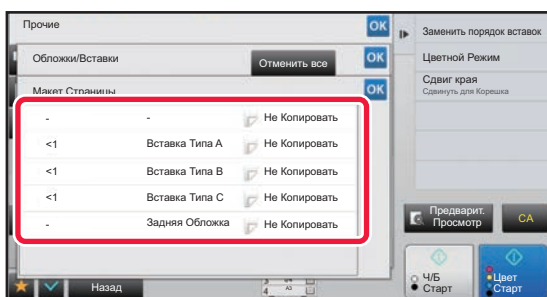 Прочие
OK
Заменить порядок вставок
Обложки/Вставки
Отменить все
OK
Цветной Режим
Макет Страницы
OK
Сдвиг края
Сдвинуть для Корешка
- - Не Копировать
<1 Вставка Типа A Не Копировать
<1 Вставка Типа B Не Копировать
<1 Вставка Типа C Не Копировать
- Задняя Обложка Не Копировать
Предварит.
Просмотр
CA
Назад
4 A3
Ч/Б
Старт
Цвет
Старт